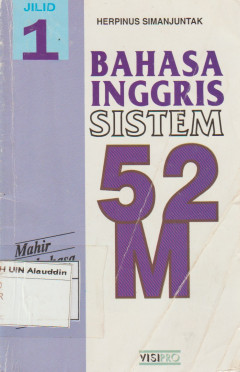 JILID
1
HERPINUS SIMANJUNTAK
BAHASA
INGGRIS
SISTEM
52
M
Mahir
UIN Alauddin
VISIPRO